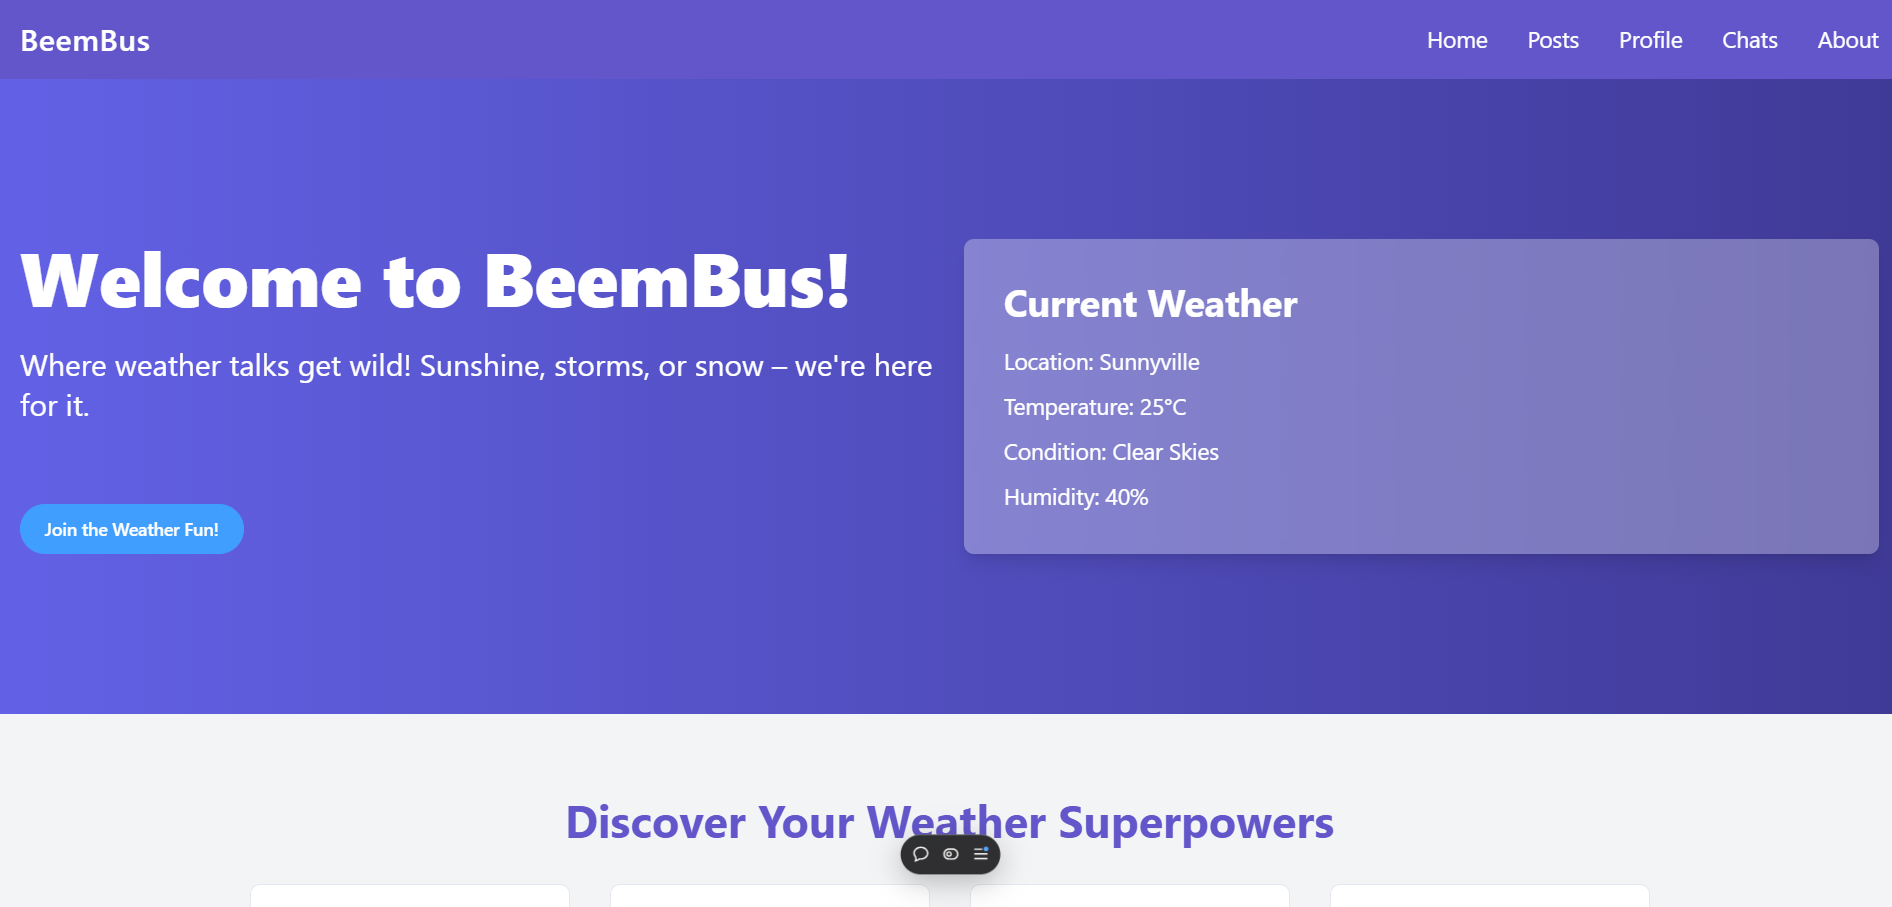 BeemBus
Home Posts Profile Chats About
Welcome to BeemBus!
Where weather talks get wild! Sunshine, storms, or snow – we're here
for it.
Join the Weather Fun!
Current Weather
Location: Sunnyville
Temperature: 25°C
Condition: Clear Skies
Humidity: 40%
Discover Your Weather Superpowers